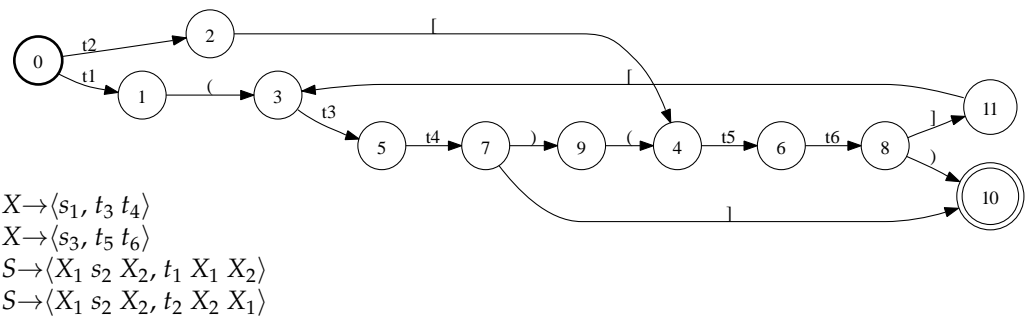 2
[
0
t2
t1
1
(
3
[
11
t3
5
t4
7
)
9
(
4
t5
6
t6
8
]
)
10
]
X→⟨s₁, t₃ t₄⟩
X→⟨s₃, t₅ t₆⟩
S→⟨X₁ s₂ X₂, t₁ X₁ X₂⟩
S→⟨X₁ s₂ X₂, t₂ X₂ X₁⟩